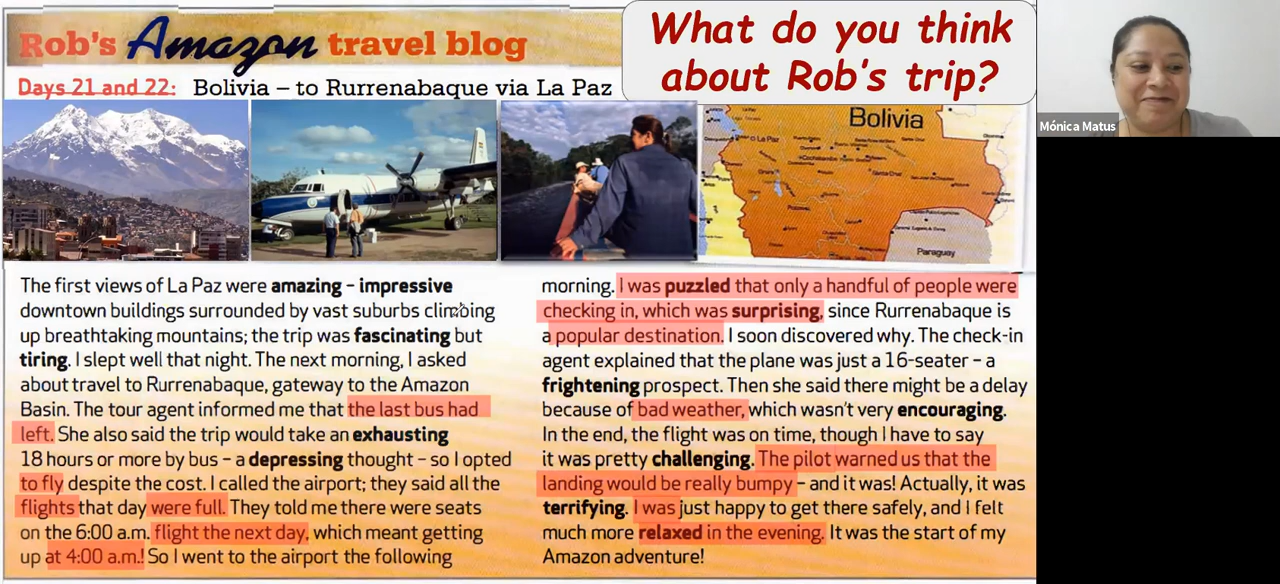 Rob's Amazon travel blog
What do you think
about Rob's trip?
Days 21 and 22: Bolivia – to Rurrenabaque via La Paz
Mónica Matus
Bolivia
La Paz
Cochabamba
Santa Cruz
Paraguay
The first views of La Paz were amazing – impressive
downtown buildings surrounded by vast suburbs climbing
up breathtaking mountains; the trip was fascinating but
tiring. I slept well that night. The next morning, I asked
about travel to Rurrenabaque, gateway to the Amazon
Basin. The tour agent informed me that the last bus had
left. She also said the trip would take an exhausting
18 hours or more by bus – a depressing thought – so I opted
to fly despite the cost. I called the airport; they said all the
flights that day were full. They told me there were seats
on the 6:00 a.m. flight the next day, which meant getting
up at 4:00 a.m.! So I went to the airport the following
morning. I was puzzled that only a handful of people were
checking in, which was surprising, since Rurrenabaque is
a popular destination. I soon discovered why. The check-in
agent explained that the plane was just a 16-seater – a
frightening prospect. Then she said there might be a delay
because of bad weather, which wasn't very encouraging.
In the end, the flight was on time, though I have to say
it was pretty challenging. The pilot warned us that the
landing would be really bumpy – and it was! Actually, it was
terrifying. I was just happy to get there safely, and I felt
much more relaxed in the evening. It was the start of my
Amazon adventure!